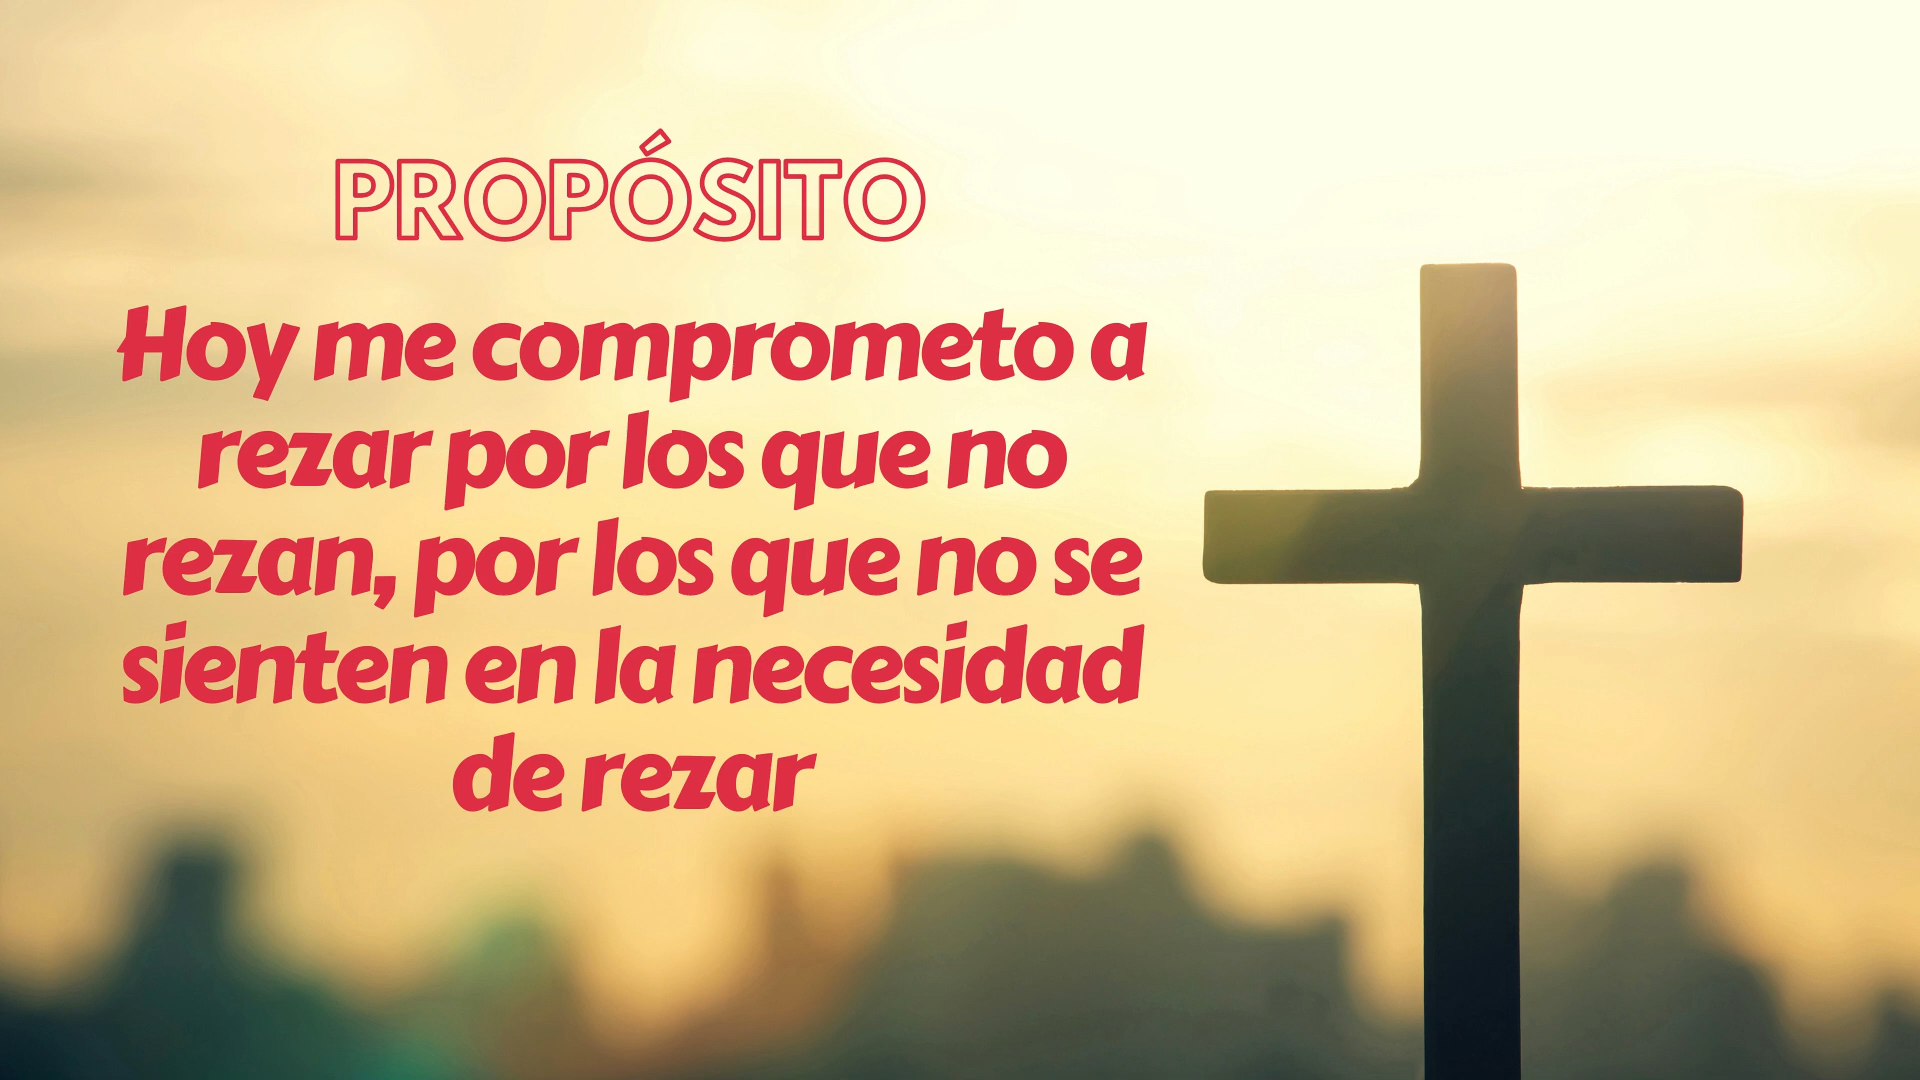 PROPÓSITO
Hoy me comprometo a
rezar por los que no
rezan, por los que no se
sienten en la necesidad
de rezar